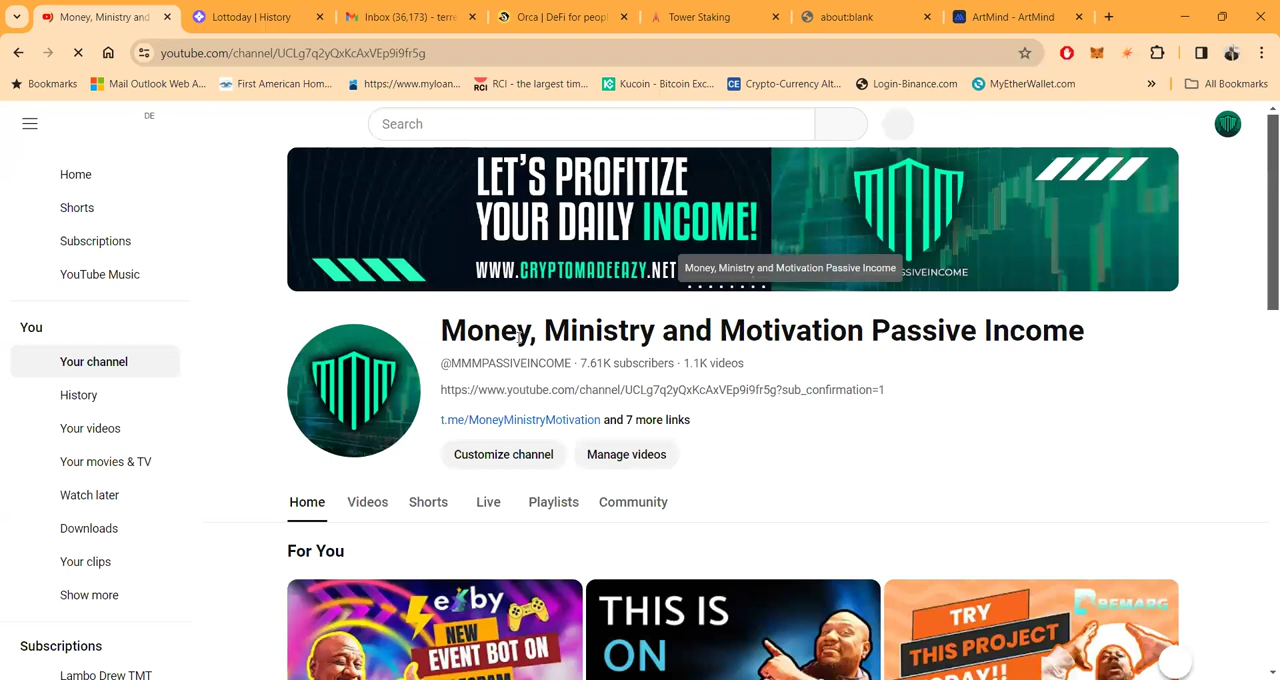 Money, Ministry and
Lottoday | History
Inbox (36,173) - terre
Orca | DeFi for peopl
Tower Staking
about:blank
ArtMind - ArtMind
youtube.com/channel/UCLg7q2yQxKcAxVEp9i9fr5g
Bookmarks
Mail Outlook Web A...
First American Hom...
https://www.myloan...
RCI
RCI - the largest tim...
Kucoin - Bitcoin Exc...
CE
Crypto-Currency Alt...
Login-Binance.com
MyEtherWallet.com
»
All Bookmarks
DE
Search
LET'S PROFITIZE
YOUR DAILY INCOME!
WWW.CRYPTOMADEEAZY.NET
Money, Ministry and Motivation Passive Income
SSIVEINCOME
Home
Shorts
Subscriptions
YouTube Music
You
Your channel
History
Your videos
Your movies & TV
Watch later
Downloads
Your clips
Show more
Subscriptions
Lambo Drew TMT
Money, Ministry and Motivation Passive Income
@MMMPASSIVEINCOME · 7.61K subscribers · 1.1K videos
https://www.youtube.com/channel/UCLg7q2yQxKcAxVEp9i9fr5g?sub_confirmation=1
t.me/MoneyMinistryMotivation and 7 more links
Customize channel
Manage videos
Home
Videos
Shorts
Live
Playlists
Community
For You
NEW
EVENT BOT ON
THIS IS
ON
TRY
THIS PROJECT